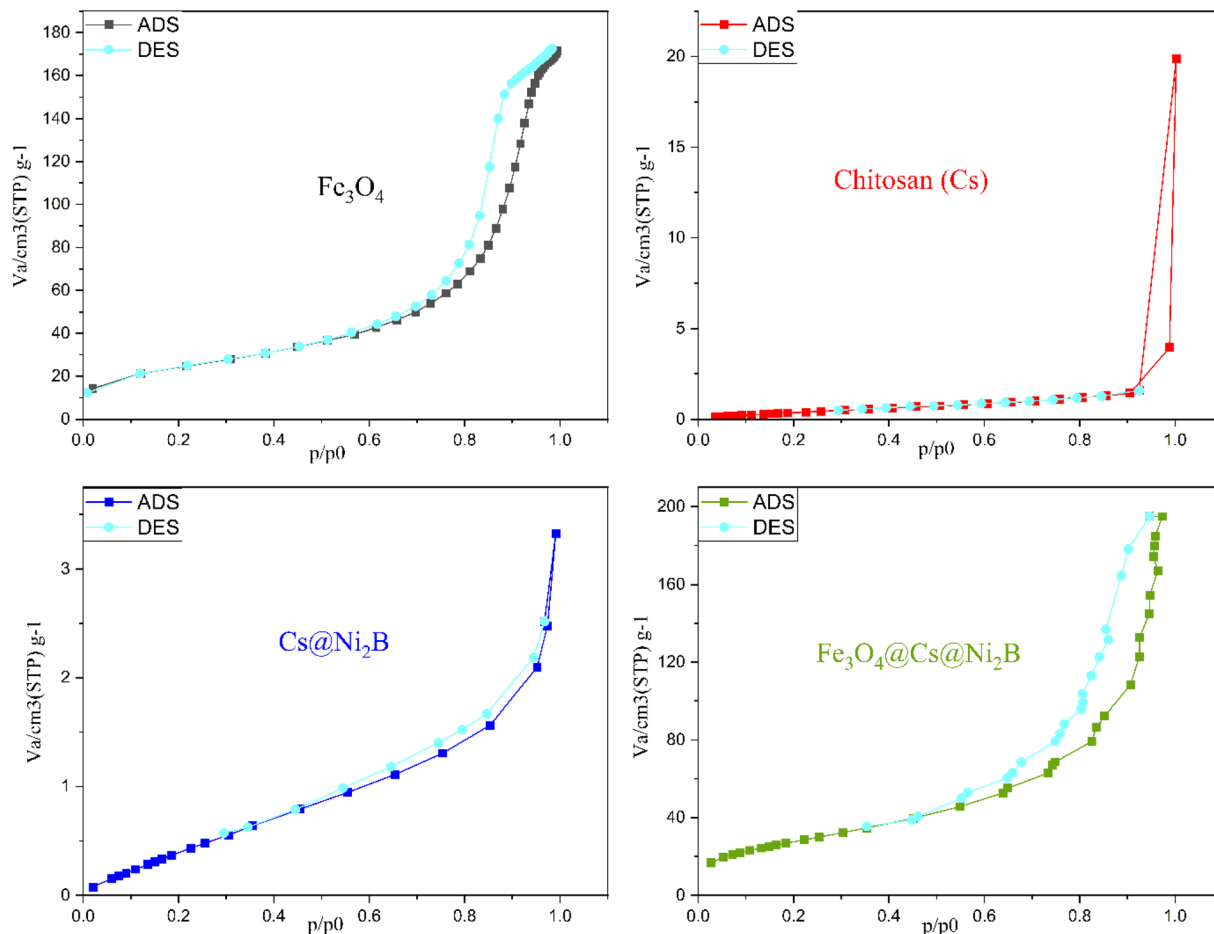 ADS
DES
180
160
140
120
100
80
60
40
20
0
Va/cm3(STP) g-1
Fe₃O₄
0.0 0.2 0.4 0.6 0.8 1.0
p/p0
ADS
DES
20
15
10
5
0
Va/cm3(STP) g-1
Chitosan (Cs)
0.0 0.2 0.4 0.6 0.8 1.0
p/p0
ADS
DES
3
2
1
0
Va/cm3(STP) g-1
Cs@Ni₂B
0.0 0.2 0.4 0.6 0.8 1.0
p/p0
ADS
DES
200
160
120
80
40
0
Va/cm3(STP) g-1
Fe₃O₄@Cs@Ni₂B
0.0 0.2 0.4 0.6 0.8 1.0
p/p0